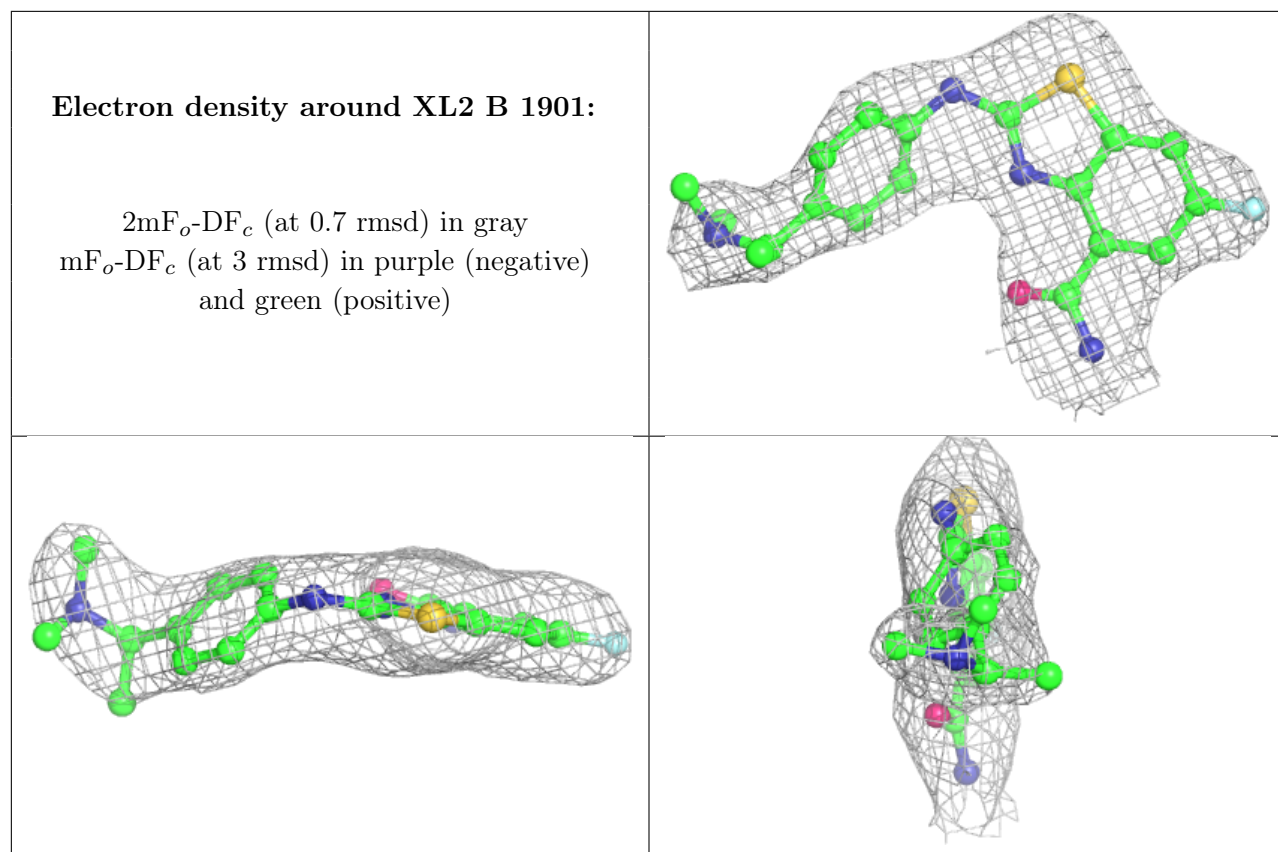 Electron density around XL2 B 1901:
2mFo-DFc (at 0.7 rmsd) in gray
mFo-DFc (at 3 rmsd) in purple (negative)
and green (positive)